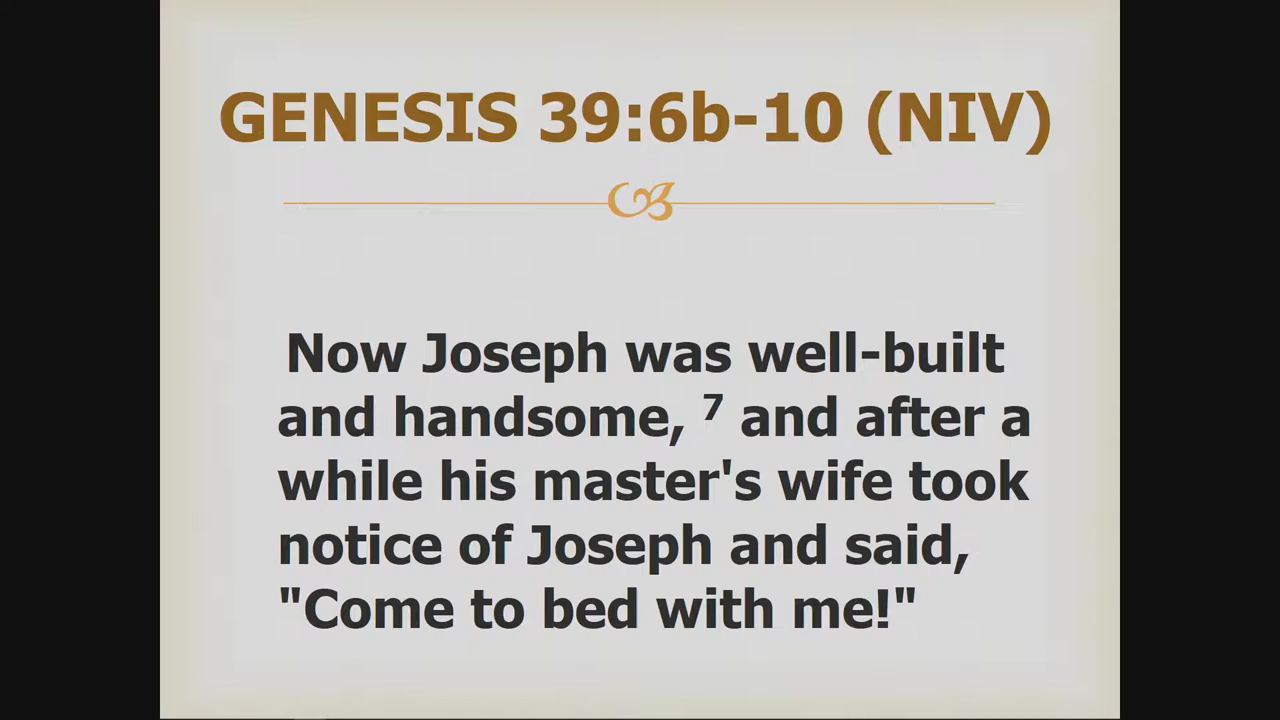 GENESIS 39:6b-10 (NIV)
Now Joseph was well-built
and handsome, ⁷ and after a
while his master's wife took
notice of Joseph and said,
"Come to bed with me!"